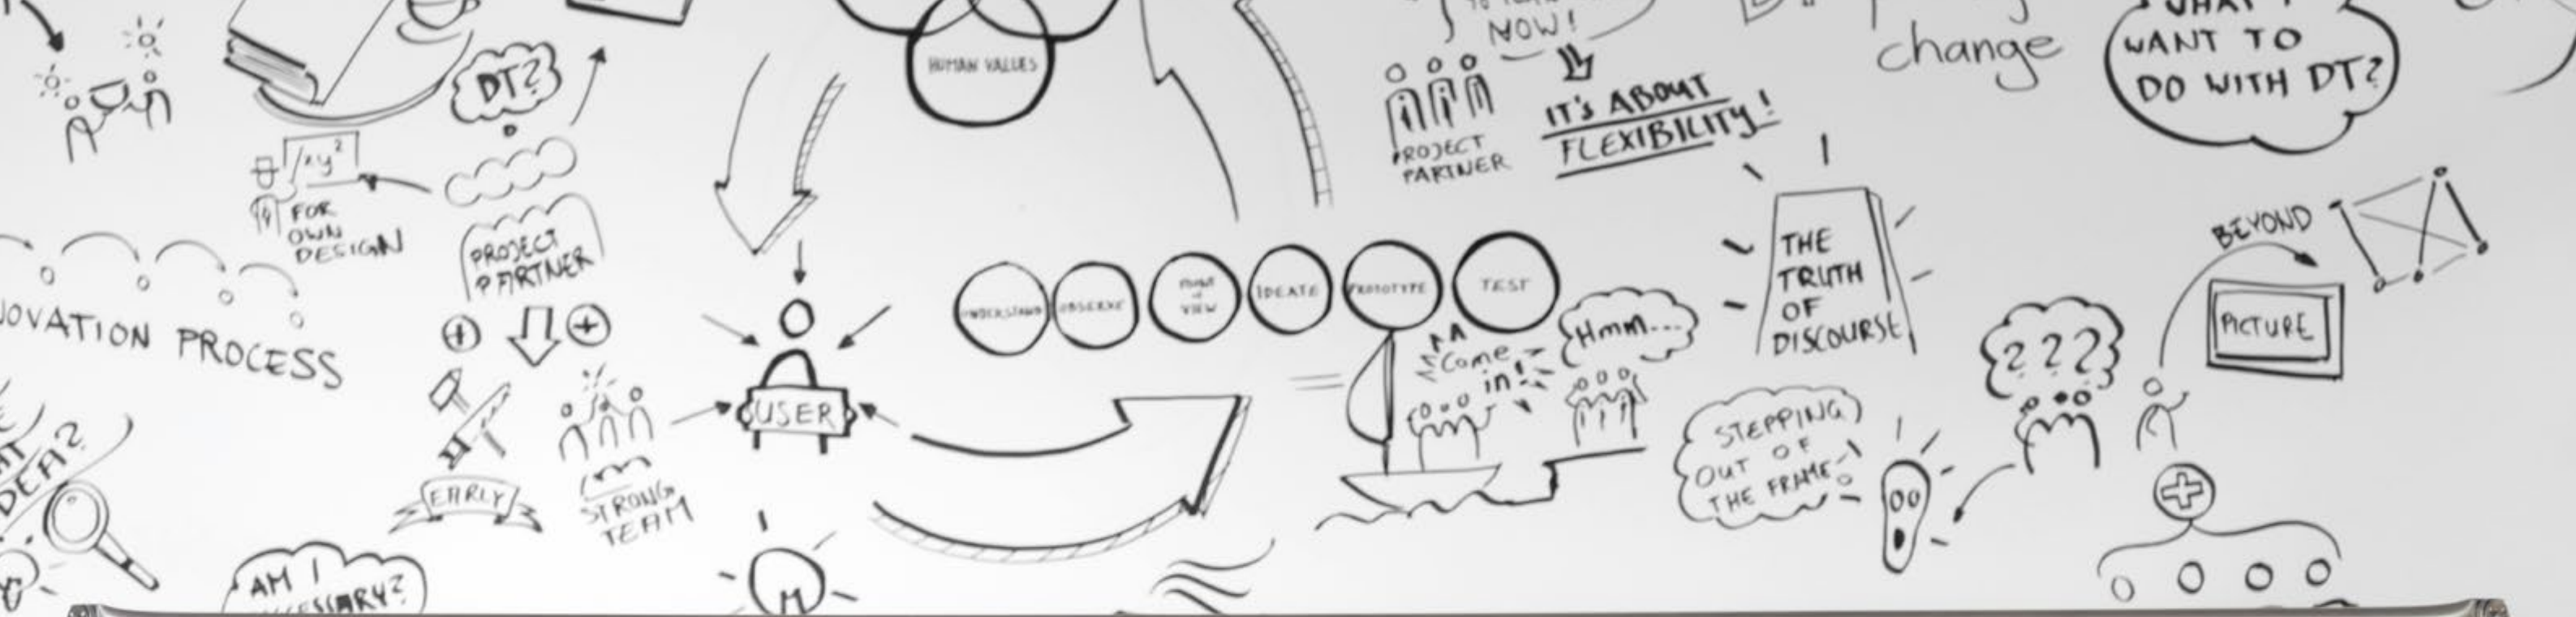 DT?
xy²
FOR
OWN
DESIGN
PROJECT
PARTNER
PROCESS
EARLY
STRONG
TEAM
AM I
HUMAN VALUES
USER
UNDERSTAND
OBSERVE
POINT
OF
VIEW
IDEATE
PROTOTYPE
TEST
NOW!
PROJECT
PARTNER
IT'S ABOUT
FLEXIBILITY!
change
WANT TO
DO WITH DT?
THE
TRUTH
OF
DISCOURSE
Come
in!
Hmm...
STEPPING
OUT OF
THE FRAME
???
BEYOND
PICTURE